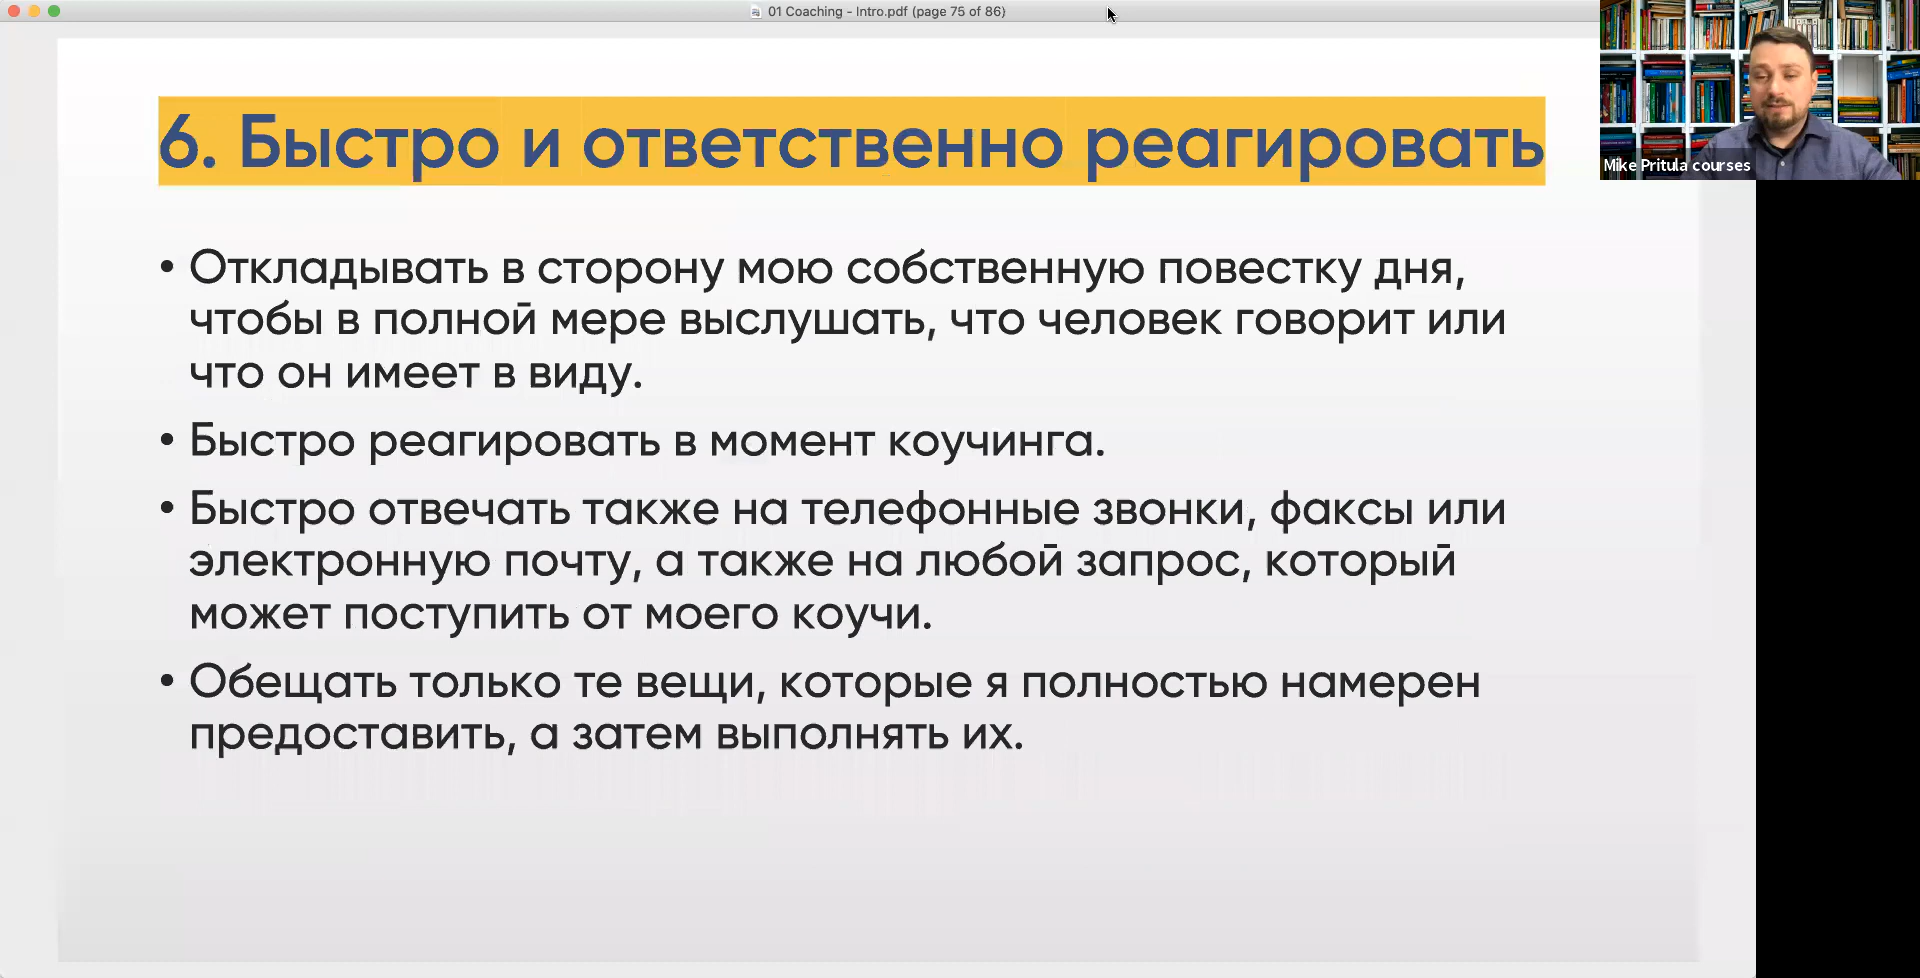 01 Coaching - Intro.pdf (page 75 of 86)
Mike Pritula courses
6. Быстро и ответственно реагировать
• Откладывать в сторону мою собственную повестку дня,
чтобы в полной мере выслушать, что человек говорит или
что он имеет в виду.
• Быстро реагировать в момент коучинга.
• Быстро отвечать также на телефонные звонки, факсы или
электронную почту, а также на любой запрос, который
может поступить от моего коучи.
• Обещать только те вещи, которые я полностью намерен
предоставить, а затем выполнять их.